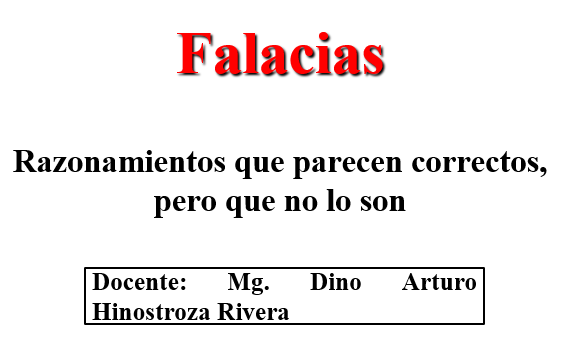 Falacias
Razonamientos que parecen correctos,
pero que no lo son
Docente: Mg. Dino Arturo
Hinostroza Rivera